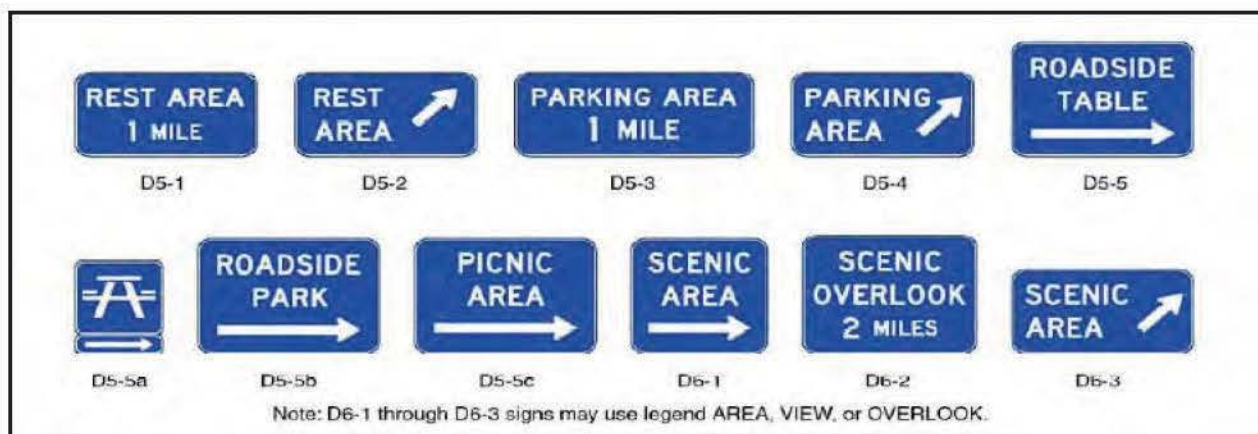 REST AREA
1 MILE
REST
AREA
PARKING AREA
1 MILE
PARKING
AREA
ROADSIDE
TABLE
D5-1
D5-2
D5-3
D5-4
D5-5
ROADSIDE
PARK
PICNIC
AREA
SCENIC
AREA
SCENIC
OVERLOOK
2 MILES
SCENIC
AREA
D5-5a
D5-5b
D5-5c
D6-1
D6-2
D6-3
Note: D6-1 through D6-3 signs may use legend AREA, VIEW, or OVERLOOK.